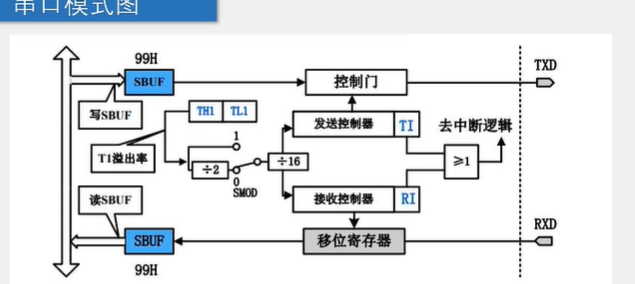 串口模式图
99H
TXD
SBUF
控制门
写SBUF
TH1 TL1
发送控制器 TI
去中断逻辑
T1溢出率
1
÷2
÷16
≥1
0
SMOD
读SBUF
接收控制器 RI
RXD
SBUF
移位寄存器
99H